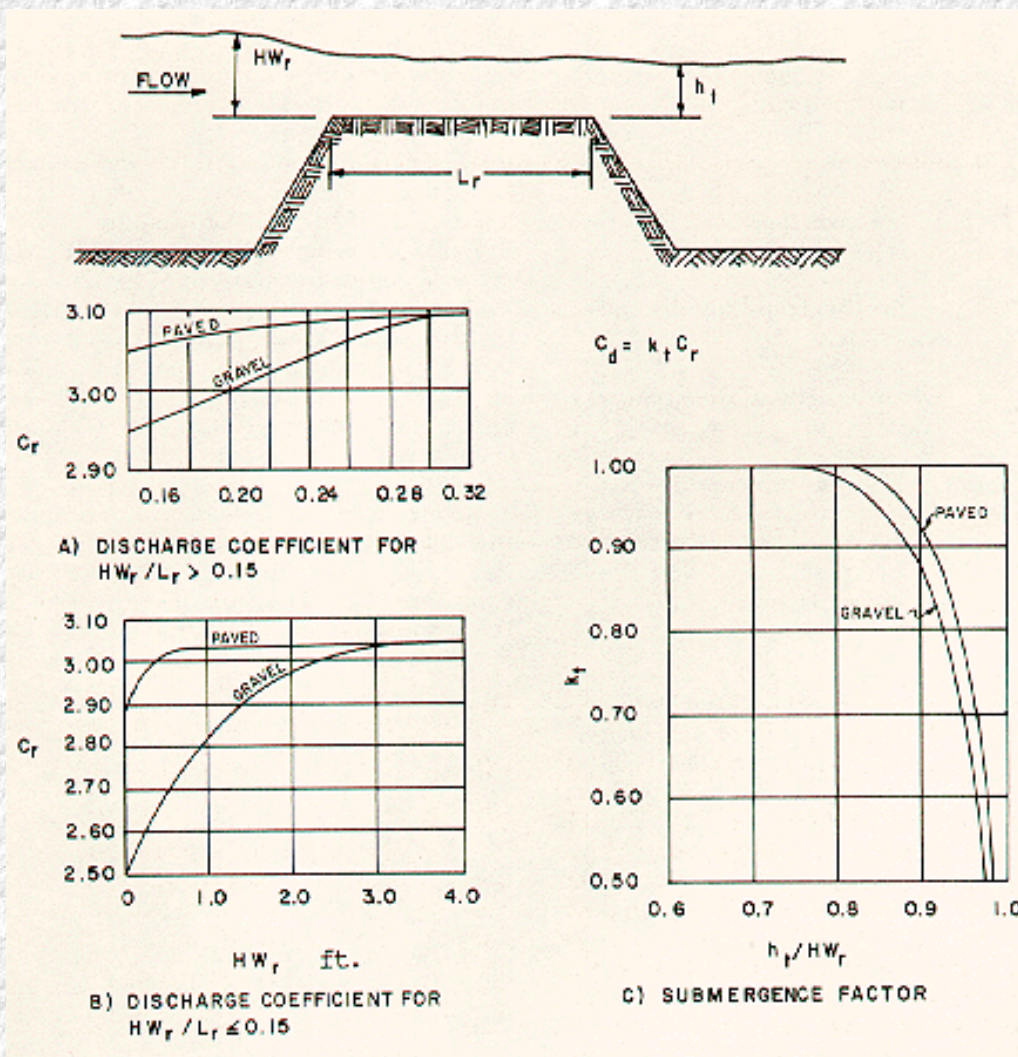 HWr
FLOW
ht
Lr
3.10
PAVED
GRAVEL
3.00
Cr
2.90
0.16 0.20 0.24 0.28 0.32
A) DISCHARGE COEFFICIENT FOR
HWr/Lr > 0.15
Cd = kt Cr
3.10
PAVED
3.00
GRAVEL
2.90
Cr
2.80
2.70
2.60
2.50
0 1.0 2.0 3.0 4.0
HWr ft.
B) DISCHARGE COEFFICIENT FOR
HWr/Lr ≤ 0.15
1.00
PAVED
0.90
GRAVEL
0.80
kt
0.70
0.60
0.50
0.6 0.7 0.8 0.9 1.0
ht/HWr
C) SUBMERGENCE FACTOR